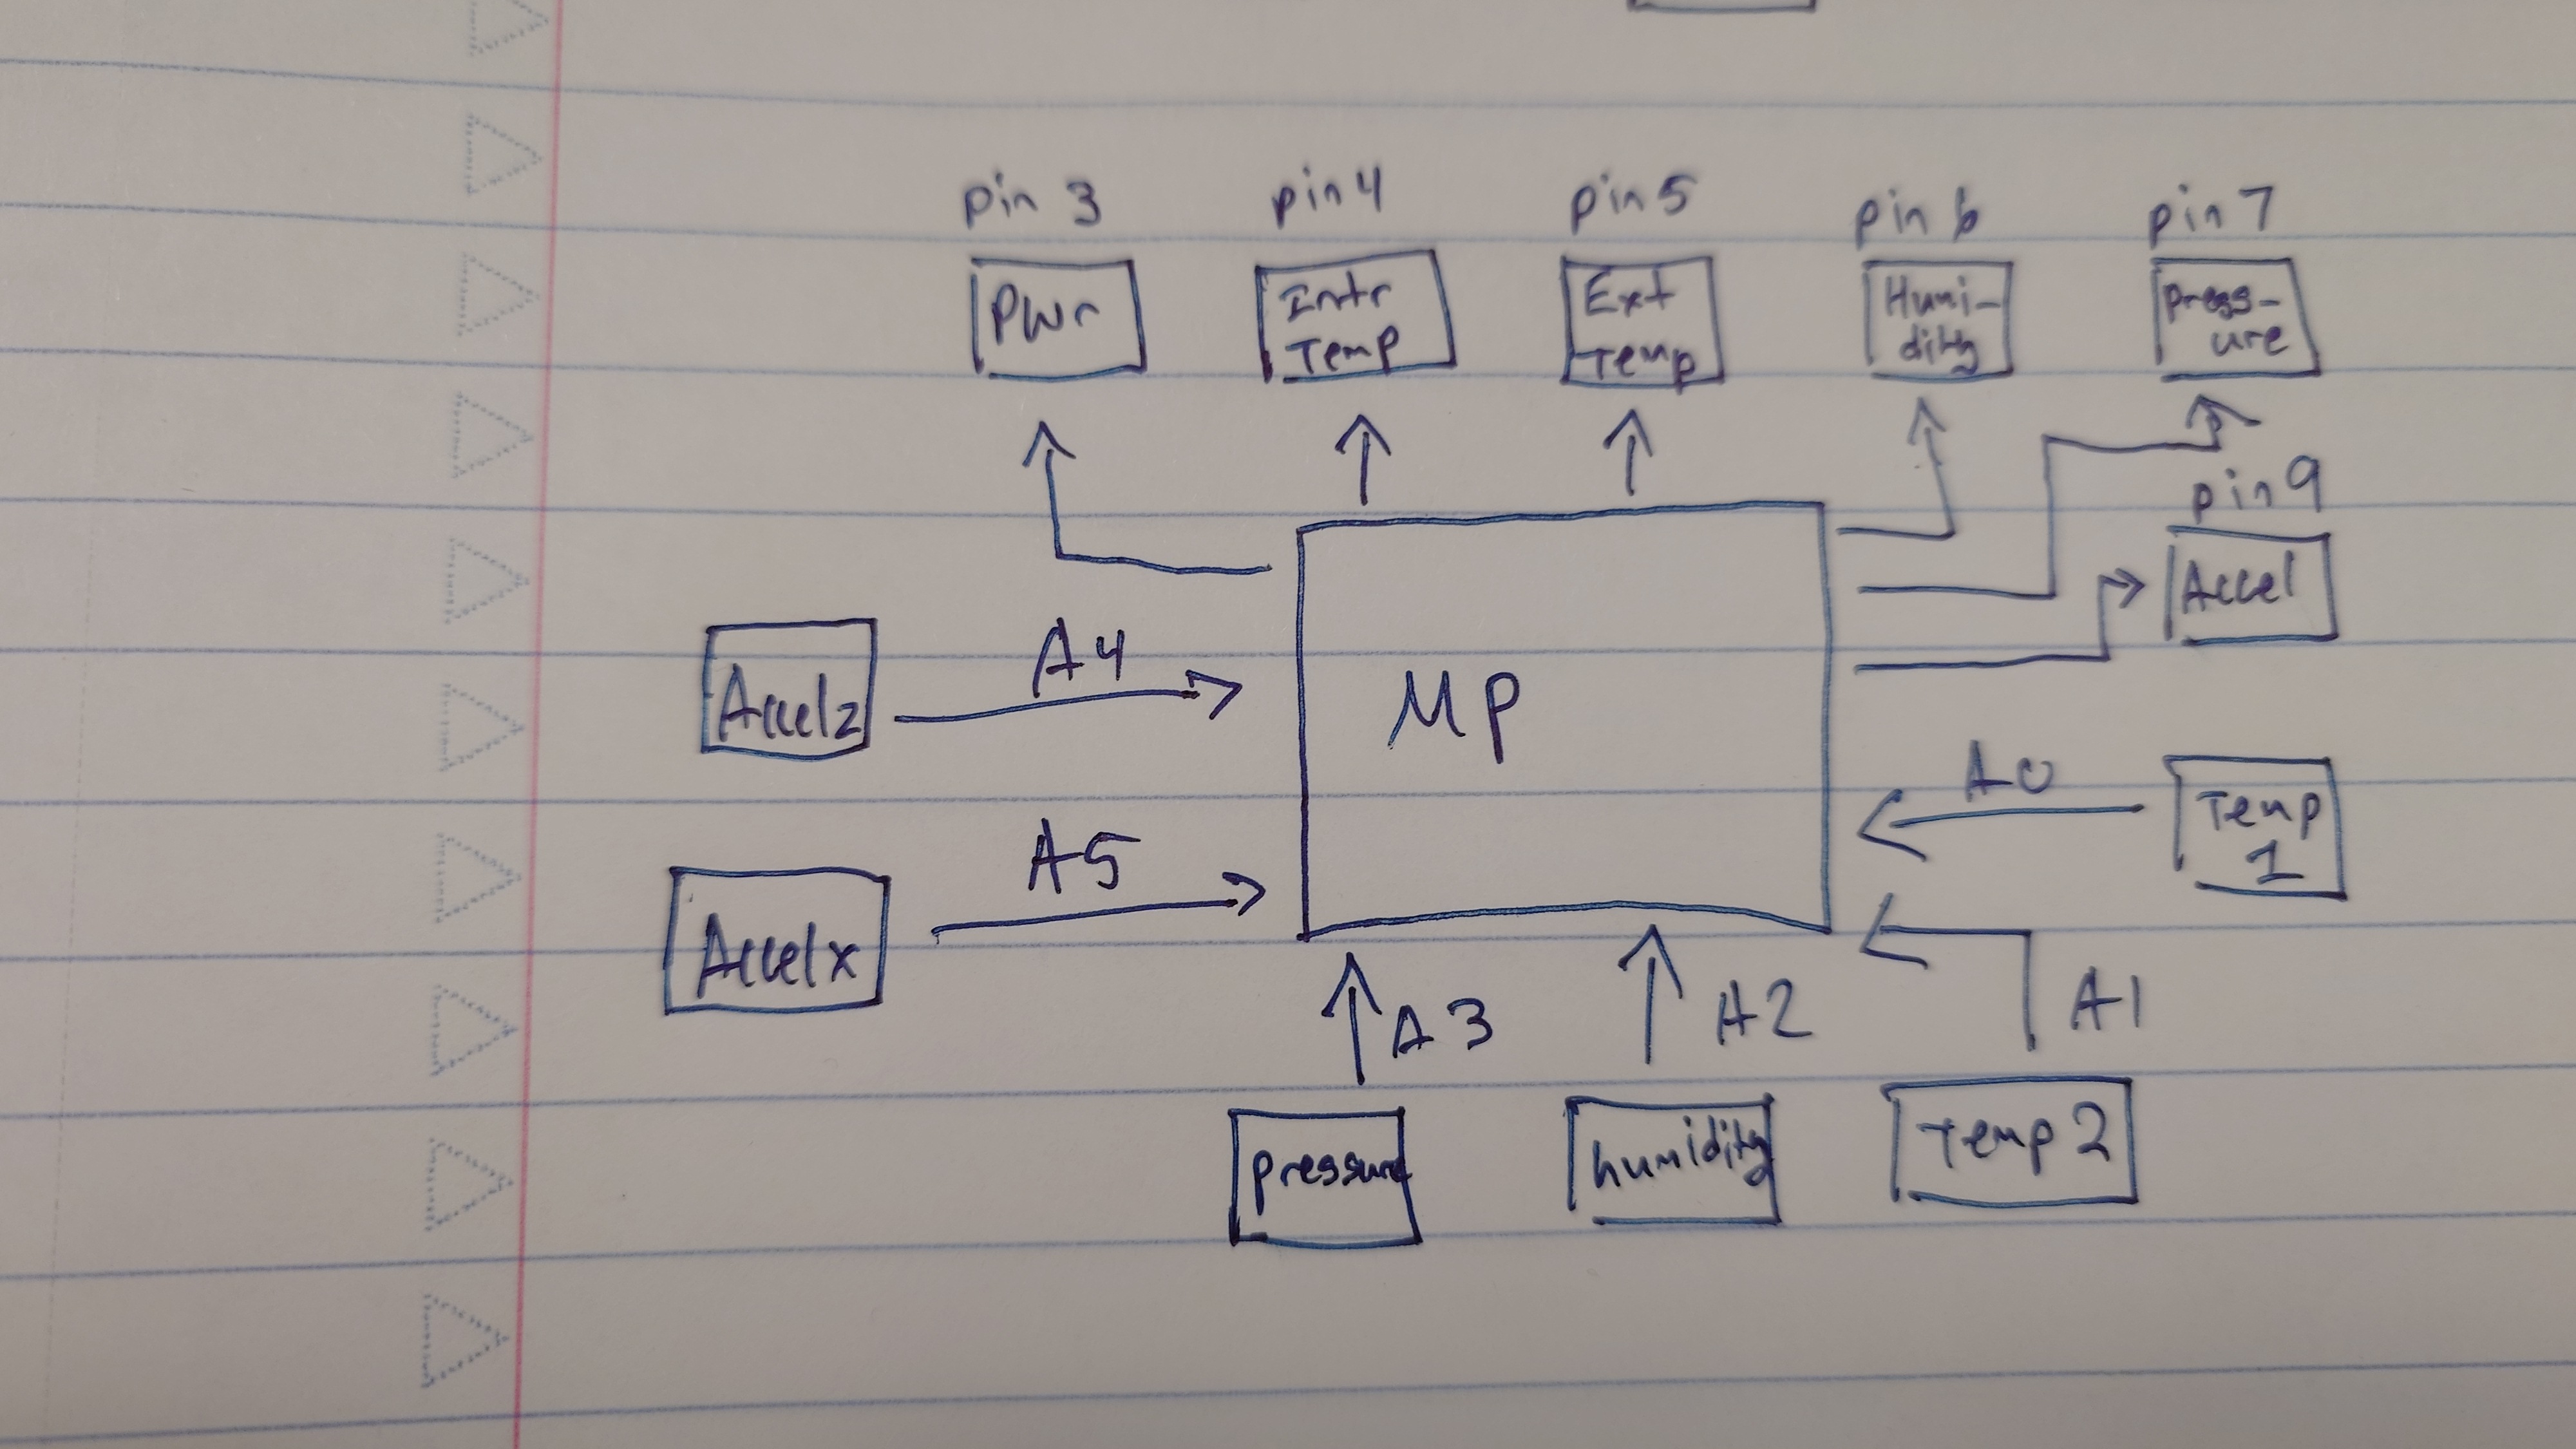 pin 3 pin 4 pin 5 pin 6 pin 7
Pwr
Intr
Temp
Ext
Temp
Humi-
dity
press-
ure
pin 9
Accel
A4
Accelz
MP
A0
Temp
1
A5
Accelx
A3
A2
A1
pressure
humidity
Temp 2